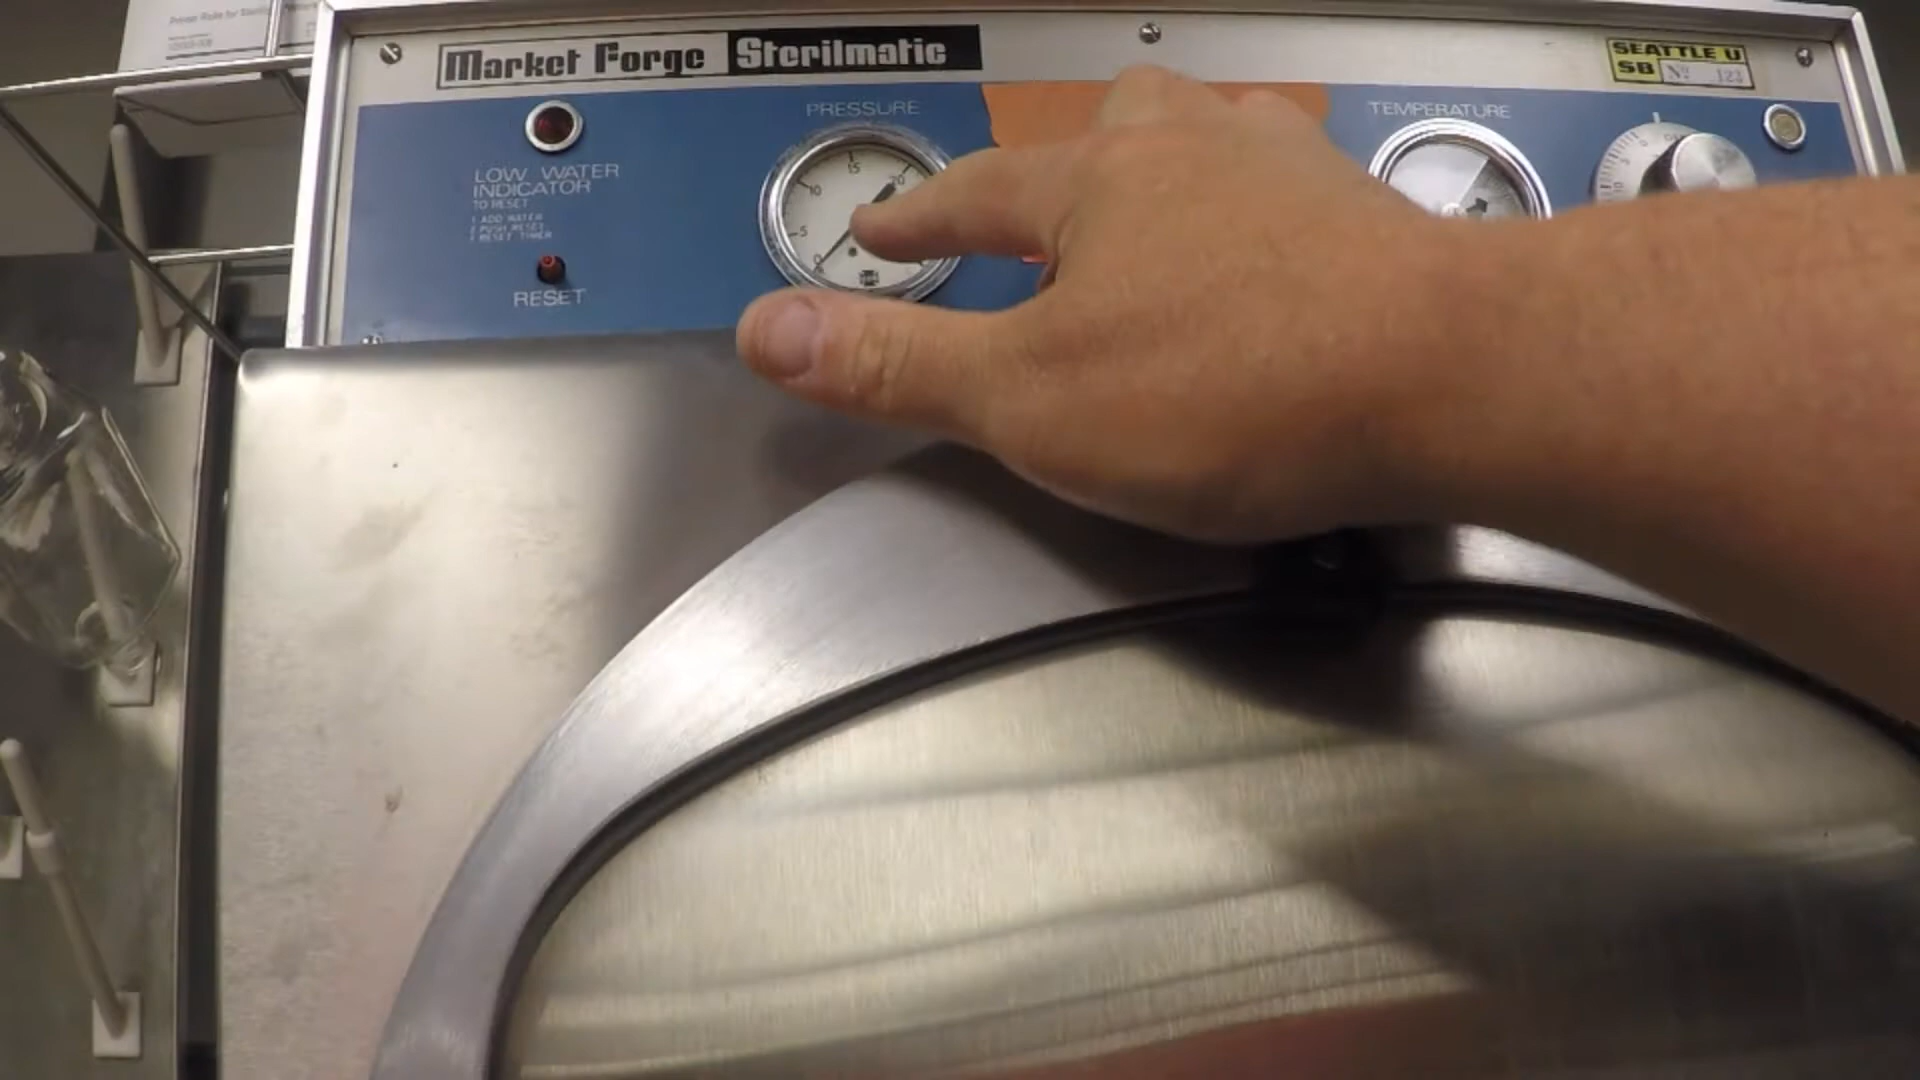 Market Forge Sterilmatic
SEATTLE U
SB Nº 123
PRESSURE
TEMPERATURE
LOW WATER
INDICATOR
TO RESET
1 ADD WATER
2 PUSH RESET
3 RESET TIMER
RESET
0
5
10
15
20